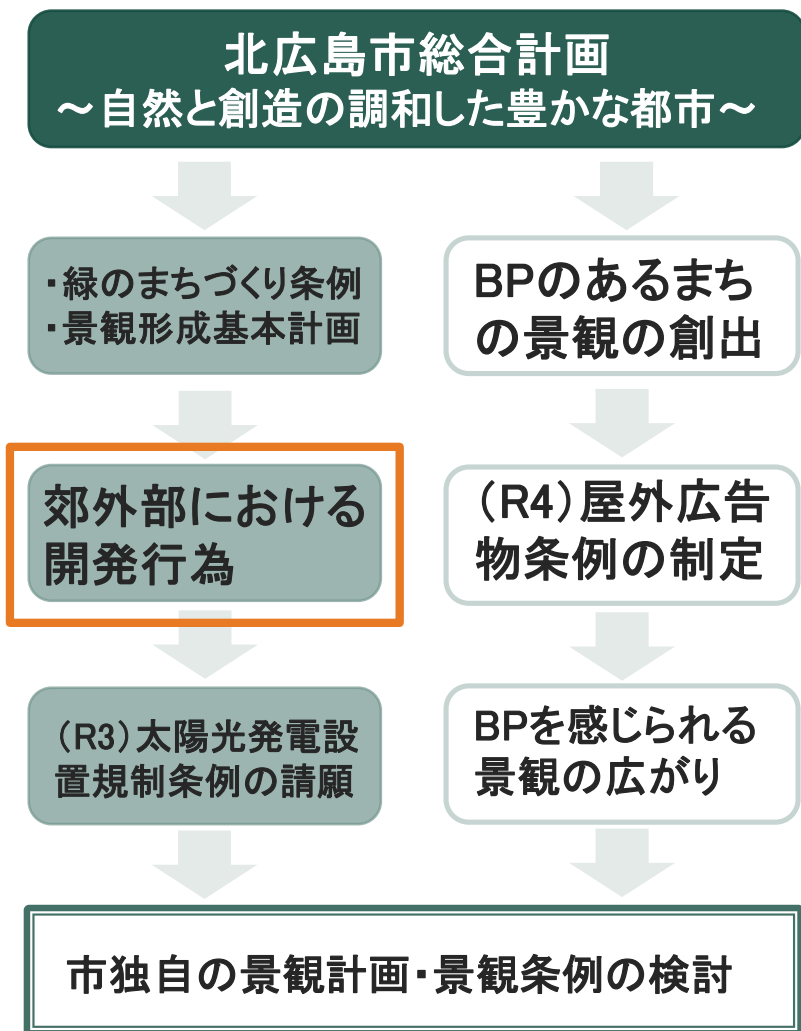 北広島市総合計画
～自然と創造の調和した豊かな都市～
・緑のまちづくり条例
・景観形成基本計画
郊外部における
開発行為
（R3）太陽光発電設
置規制条例の請願
BPのあるまち
の景観の創出
（R4）屋外広告
物条例の制定
BPを感じられる
景観の広がり
市独自の景観計画・景観条例の検討